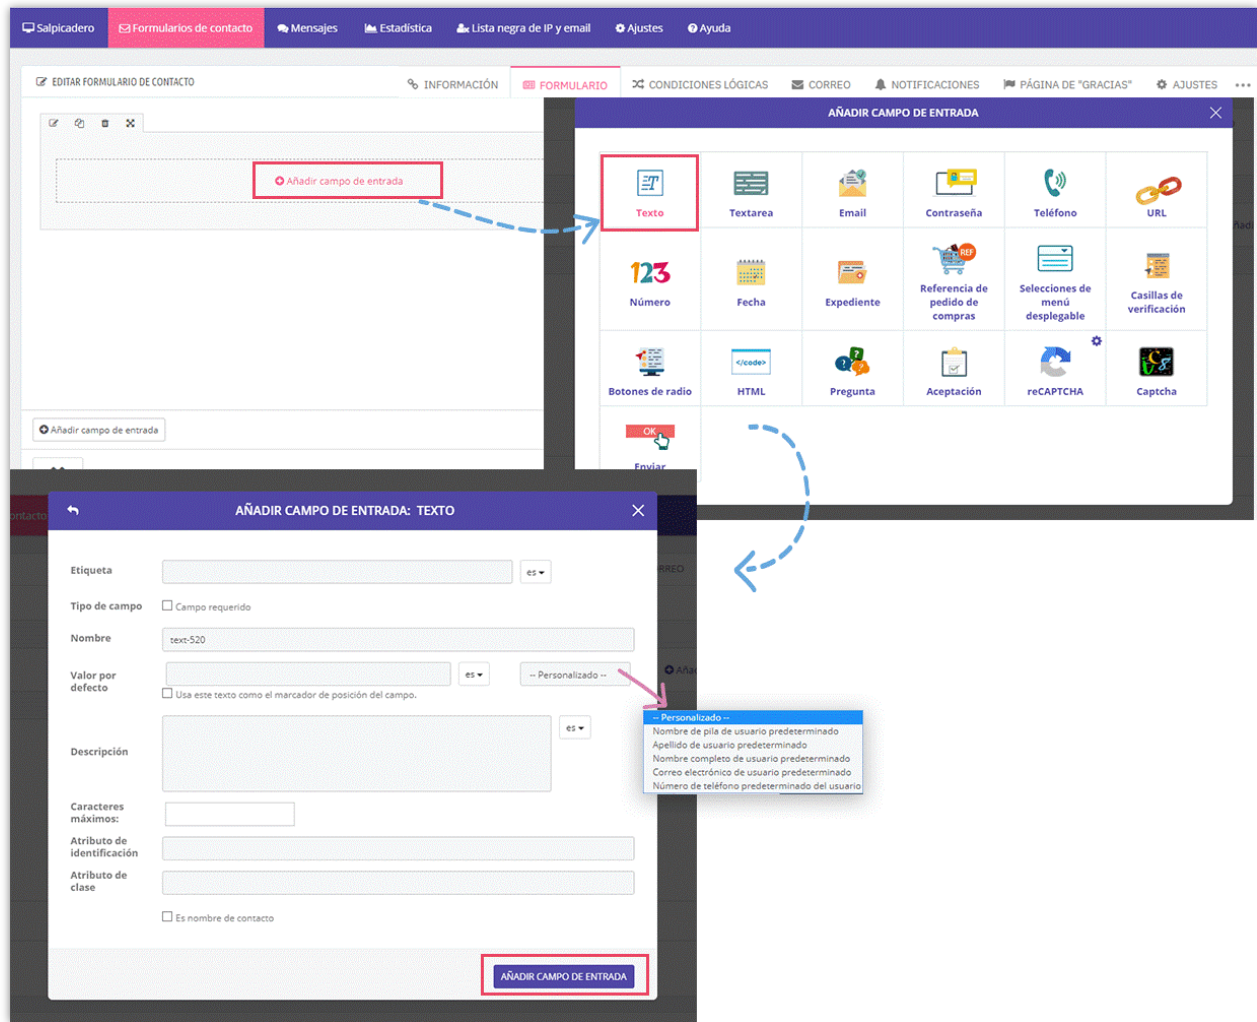 Salpicadero
Formularios de contacto
Mensajes
Estadística
Lista negra de IP y email
Ajustes
Ayuda
EDITAR FORMULARIO DE CONTACTO
INFORMACIÓN
FORMULARIO
CONDICIONES LÓGICAS
CORREO
NOTIFICACIONES
PÁGINA DE "GRACIAS"
AJUSTES
Añadir campo de entrada
Añadir campo de entrada
AÑADIR CAMPO DE ENTRADA
Texto
Textarea
Email
Contraseña
Teléfono
URL
123
Número
Fecha
Expediente
REF
Referencia de
pedido de
compras
Selecciones de
menú
desplegable
Casillas de
verificación
Botones de radio
</code>
HTML
Pregunta
Aceptación
reCAPTCHA
Captcha
OK
Enviar
AÑADIR CAMPO DE ENTRADA: TEXTO
Etiqueta
es
Tipo de campo
Campo requerido
Nombre
text-520
Valor por
defecto
es
-- Personalizado --
Usa este texto como el marcador de posición del campo.
Descripción
es
Caracteres
máximos:
Atributo de
identificación
Atributo de
clase
Es nombre de contacto
AÑADIR CAMPO DE ENTRADA
-- Personalizado --
Nombre de pila de usuario predeterminado
Apellido de usuario predeterminado
Nombre completo de usuario predeterminado
Correo electrónico de usuario predeterminado
Número de teléfono predeterminado del usuario